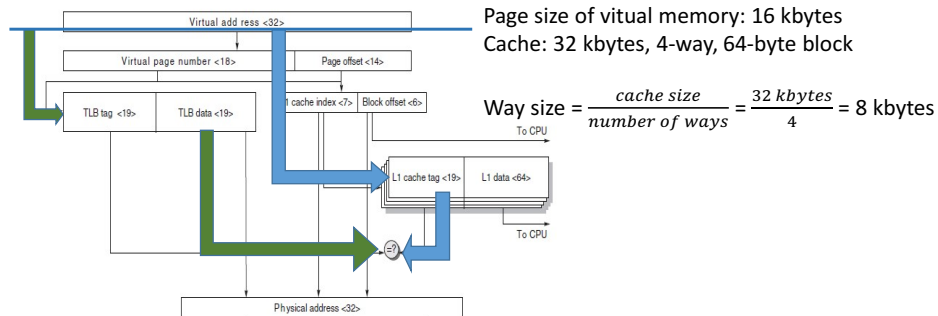 Virtual add ress <32>
Page size of vitual memory: 16 kbytes
Cache: 32 kbytes, 4-way, 64-byte block
Virtual page number <18>
Page offset <14>
TLB tag <19>
TLB data <19>
1 cache index <7>
Block offset <6>
Way size = cache size / number of ways = 32 kbytes / 4 = 8 kbytes
To CPU
L1 cache tag <19>
L1 data <64>
To CPU
=?
Physical address <32>